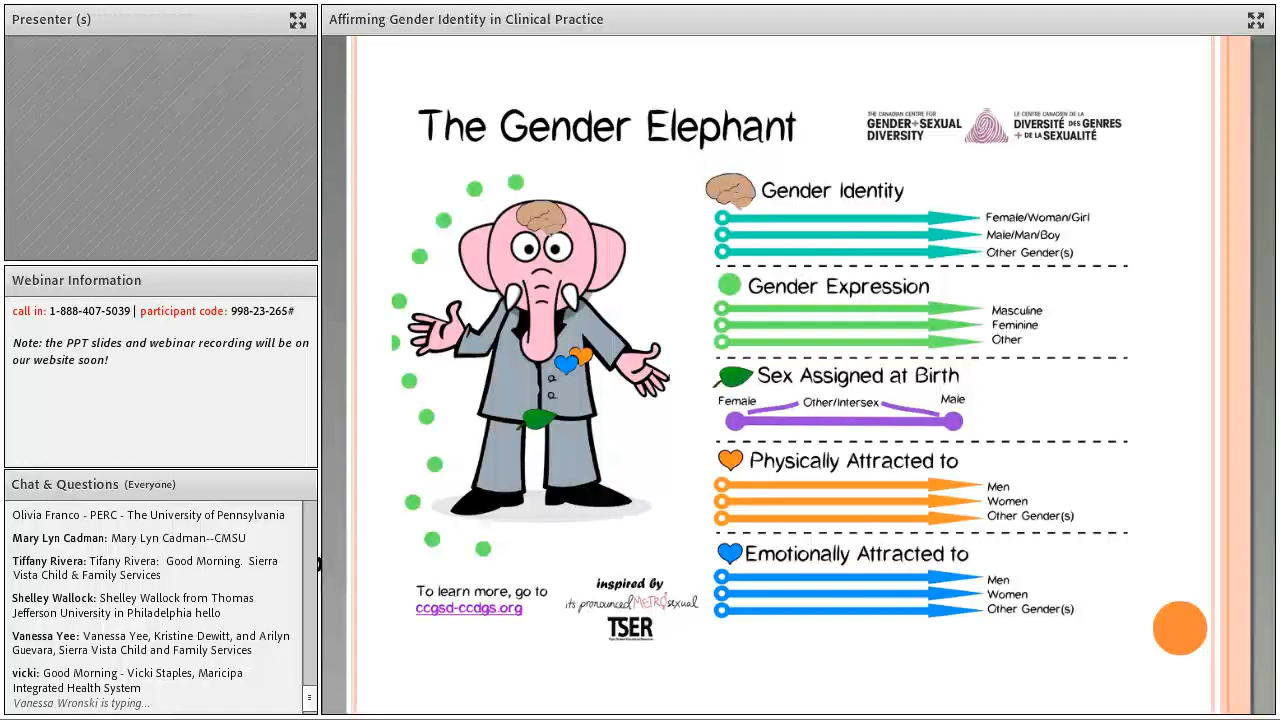 Presenter (s)
Webinar Information
call in: 1-888-407-5039 | participant code: 998-23-265#
Note: the PPT slides and webinar recording will be on
our website soon!
Chat & Questions (Everyone)
Olivia Franco - PERC - The University of Pennsylvania
Mary Lyn Cadman: Mary Lyn Cadman--CMSU
Tiffany Rivera: Tifany Rivera: Good Morning. Sierra
Vista Child & Family Services
Shelley Wallock: Shelley Wallock from Thomas
Jefferson University in Philadelphia hello
Vanessa Yee: Vanessa Yee, Kristine Dewitt, and Arilyn
Guevara, Sierra Vista Child and Family Services
vicki: Good Morning - Vicki Staples, Maricipa
Integrated Health System
Vanessa Wronski is typing...
Affirming Gender Identity in Clinical Practice
The Gender Elephant
THE CANADIAN CENTRE FOR
GENDER+SEXUAL
DIVERSITY
LE CENTRE CANADIEN DE LA
DIVERSITÉ DES GENRES
+ DE LA SEXUALITÉ
Gender Identity
Female/Woman/Girl
Male/Man/Boy
Other Gender(s)
Gender Expression
Masculine
Feminine
Other
Sex Assigned at Birth
Female
Other/Intersex
Male
Physically Attracted to
Men
Women
Other Gender(s)
Emotionally Attracted to
Men
Women
Other Gender(s)
To learn more, go to
ccgsd-ccdgs.org
inspired by
its pronounced METROsexual
TSER